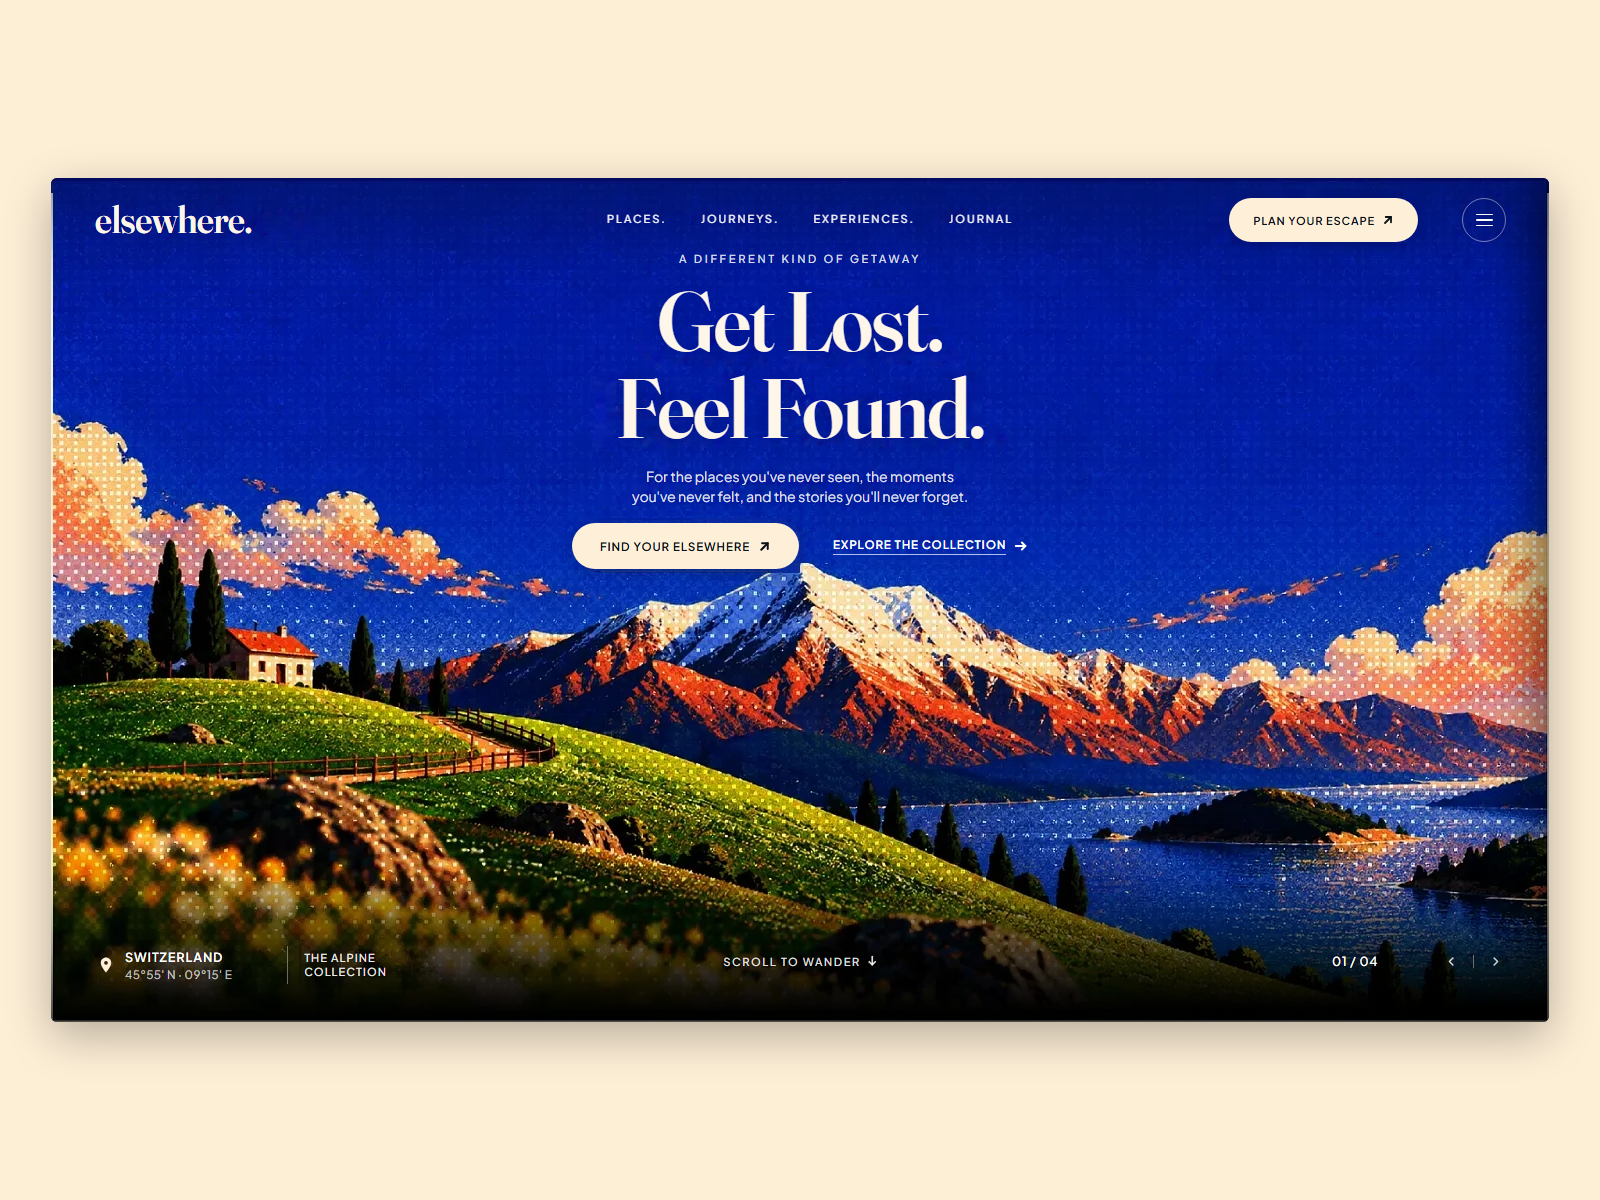 elsewhere.
PLACES. JOURNEYS. EXPERIENCES. JOURNAL
PLAN YOUR ESCAPE
A DIFFERENT KIND OF GETAWAY
Get Lost.
Feel Found.
For the places you've never seen, the moments
you've never felt, and the stories you'll never forget.
FIND YOUR ELSEWHERE
EXPLORE THE COLLECTION
SWITZERLAND
45°55' N · 09°15' E
THE ALPINE
COLLECTION
SCROLL TO WANDER
01 / 04